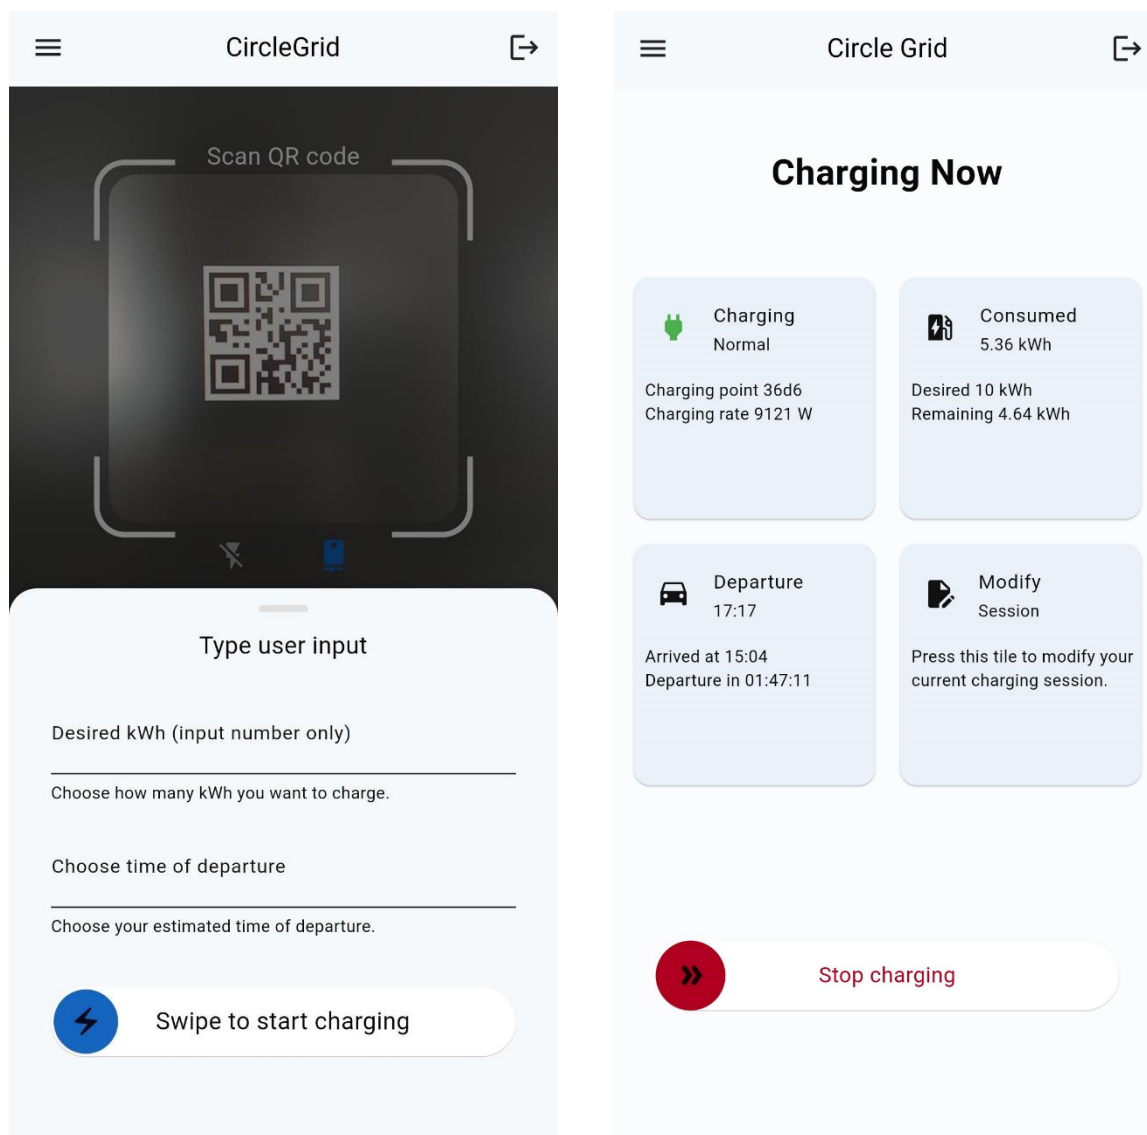 CircleGrid
Scan QR code
Type user input
Desired kWh (input number only)
Choose how many kWh you want to charge.
Choose time of departure
Choose your estimated time of departure.
Swipe to start charging
Circle Grid
Charging Now
Charging
Normal
Charging point 36d6
Charging rate 9121 W
Consumed
5.36 kWh
Desired 10 kWh
Remaining 4.64 kWh
Departure
17:17
Arrived at 15:04
Departure in 01:47:11
Modify
Session
Press this tile to modify your
current charging session.
Stop charging